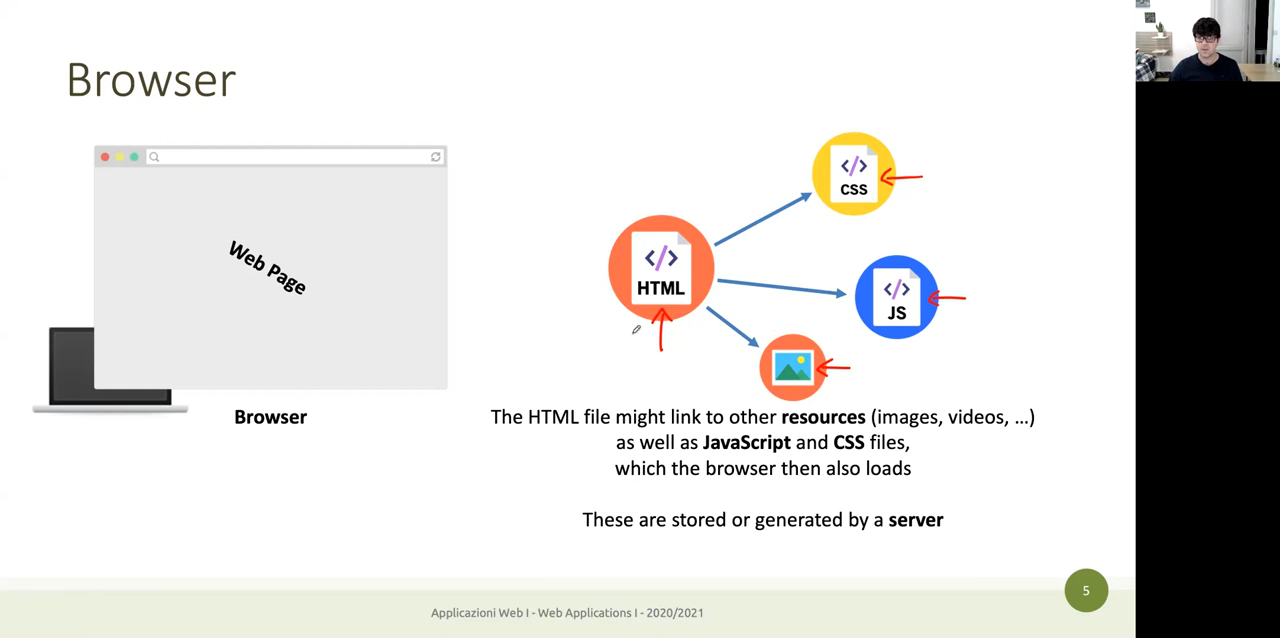 Browser
Web Page
Browser
</> CSS
</> HTML
</> JS
The HTML file might link to other resources (images, videos, ...)
as well as JavaScript and CSS files,
which the browser then also loads
These are stored or generated by a server
Applicazioni Web I - Web Applications I - 2020/2021
5